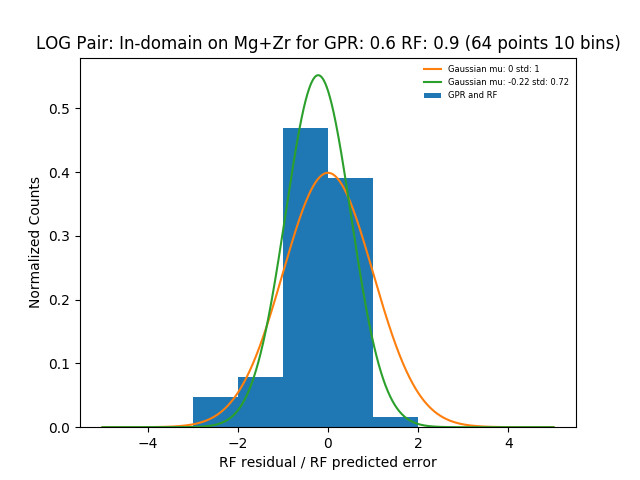 LOG Pair: In-domain on Mg+Zr for GPR: 0.6 RF: 0.9 (64 points 10 bins)
Gaussian mu: 0 std: 1
Gaussian mu: -0.22 std: 0.72
GPR and RF
Normalized Counts
0.5
0.4
0.3
0.2
0.1
0.0
−4 −2 0 2 4
RF residual / RF predicted error